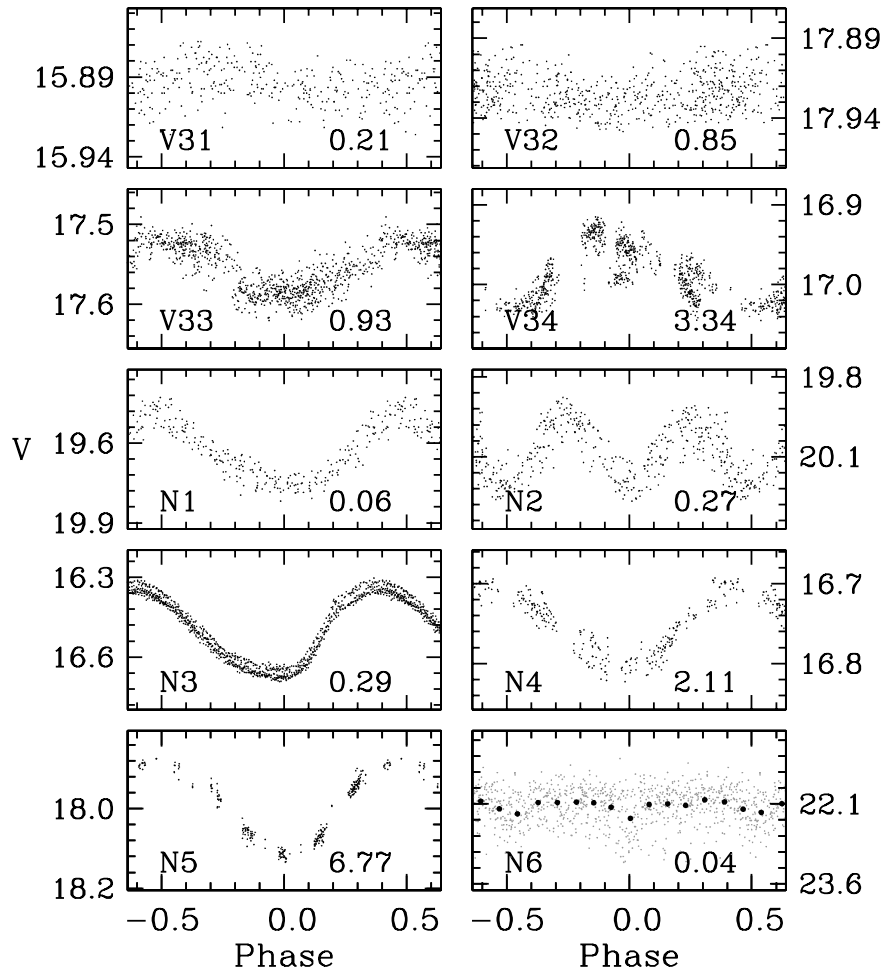 15.89
15.94
V31 0.21
17.89
17.94
V32 0.85
17.5
17.6
V33 0.93
16.9
17.0
V34 3.34
V
19.6
19.9
N1 0.06
19.8
20.1
N2 0.27
16.3
16.6
N3 0.29
16.7
16.8
N4 2.11
18.0
18.2
N5 6.77
22.1
23.6
N6 0.04
−0.5 0.0 0.5
−0.5 0.0 0.5
Phase
Phase